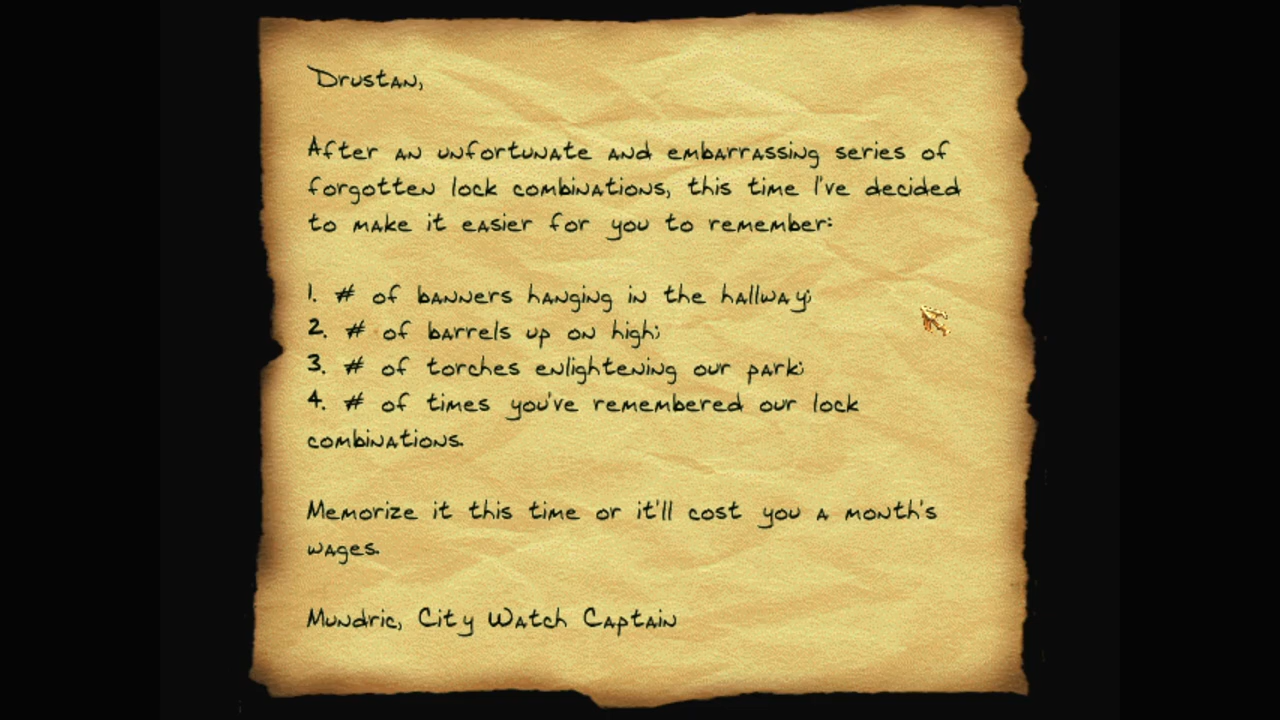 Drustan,
After an unfortunate and embarrassing series of
forgotten lock combinations, this time I've decided
to make it easier for you to remember:
1. # of banners hanging in the hallway;
2. # of barrels up on high;
3. # of torches enlightening our park;
4. # of times you've remembered our lock
combinations.
Memorize it this time or it'll cost you a month's
wages.
Mundric, City Watch Captain